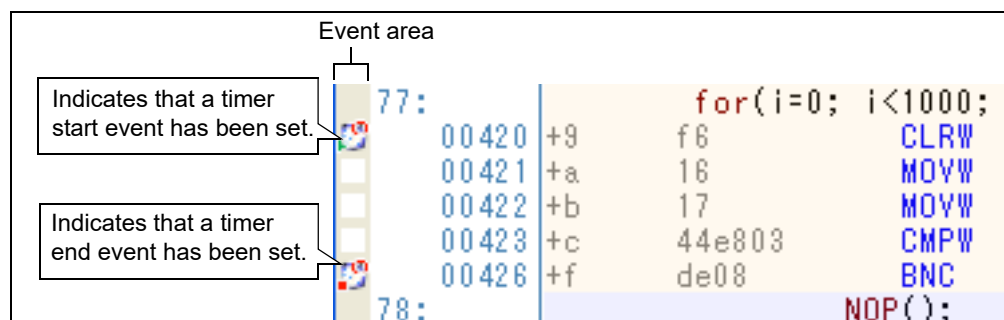 Event area
Indicates that a timer
start event has been set.
77: for(i=0; i<1000;
00420 +9 f6 CLRW
00421 +a 16 MOVW
00422 +b 17 MOVW
Indicates that a timer
end event has been set.
00423 +c 44e803 CMPW
00426 +f de08 BNC
78: NOP();